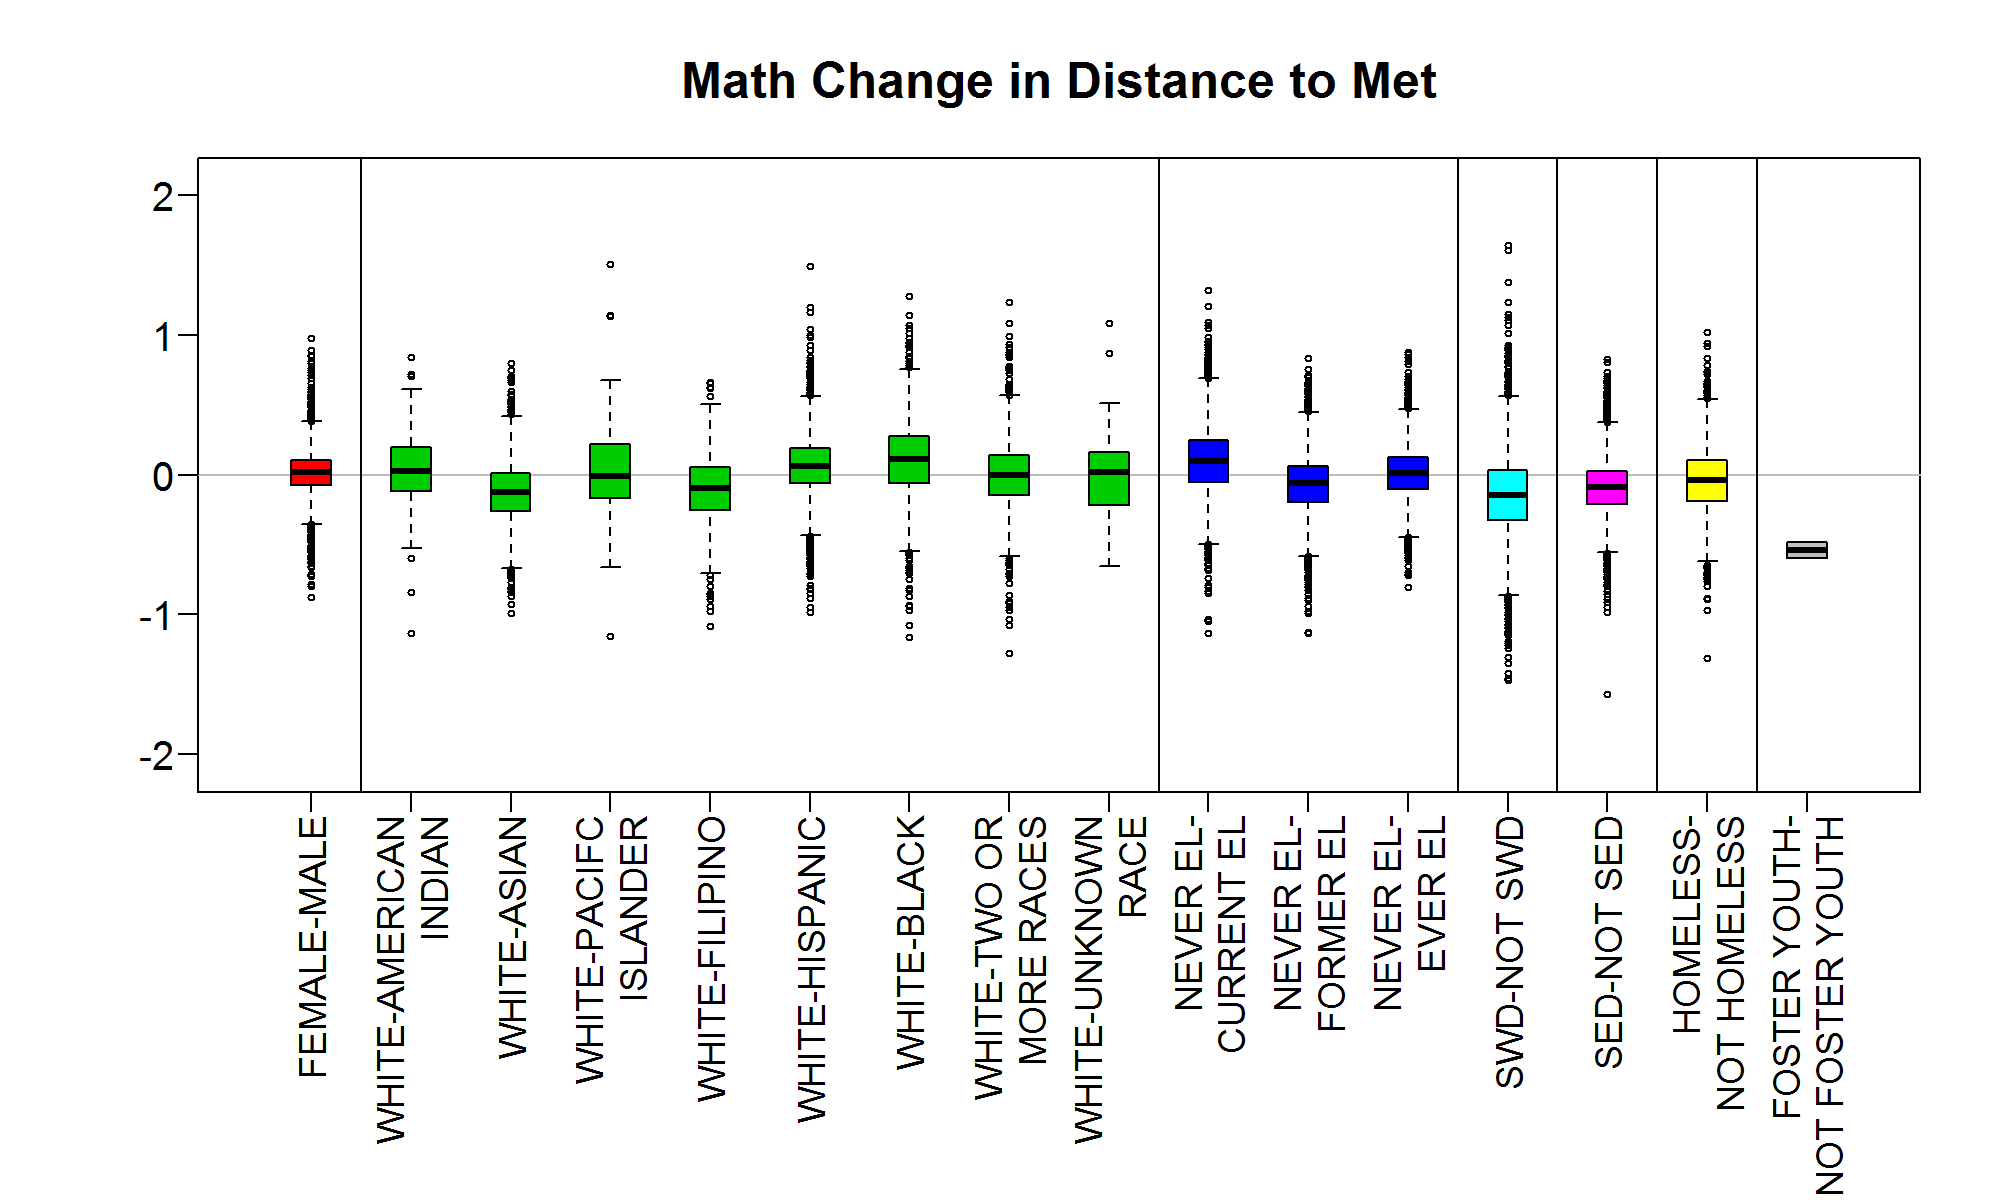 Math Change in Distance to Met
2
1
0
-1
-2
FEMALE-MALE
WHITE-AMERICAN
INDIAN
WHITE-ASIAN
WHITE-PACIFC
ISLANDER
WHITE-FILIPINO
WHITE-HISPANIC
WHITE-BLACK
WHITE-TWO OR
MORE RACES
WHITE-UNKNOWN
RACE
NEVER EL-
CURRENT EL
NEVER EL-
FORMER EL
NEVER EL-
EVER EL
SWD-NOT SWD
SED-NOT SED
HOMELESS-
NOT HOMELESS
FOSTER YOUTH-
NOT FOSTER YOUTH